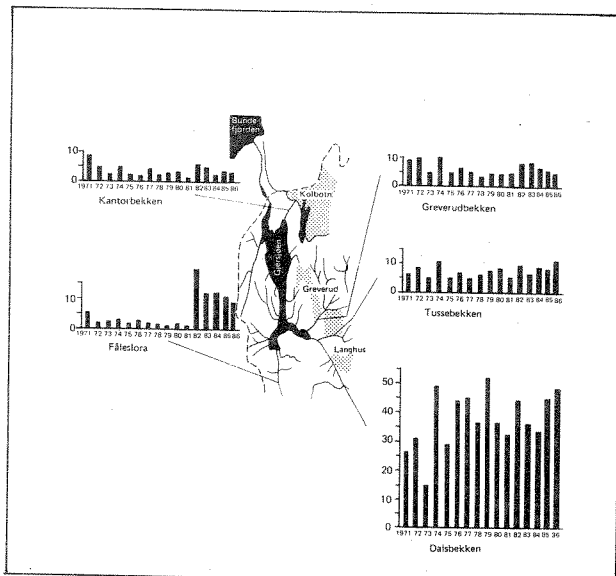 Bunde-
fjorden
10
0
1971 72 73 74 75 76 77 78 79 80 81 82 83 84 85 86
Kantorbekken
Kolbotn
10
0
1971 72 73 74 75 76 77 78 79 80 81 82 83 84 85 86
Greverudbekken
Gjersjøen
Greverud
10
0
1971 72 73 74 75 76 77 78 79 80 81 82 83 84 85 86
Fåleslora
10
0
1971 72 73 74 75 76 77 78 79 80 81 82 83 84 85 86
Tussebekken
Langhus
50
40
30
20
10
0
1971 72 73 74 75 76 77 78 79 80 81 82 83 84 85 36
Dalsbekken